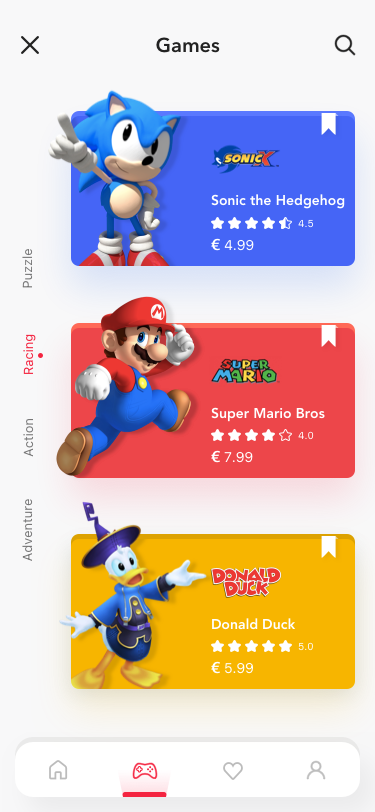 Games
Puzzle
Racing
Action
Adventure
SONIC X
Sonic the Hedgehog
4.5
€ 4.99
M
SUPER
MARIO
Super Mario Bros
4.0
€ 7.99
DONALD
DUCK
Donald Duck
5.0
€ 5.99